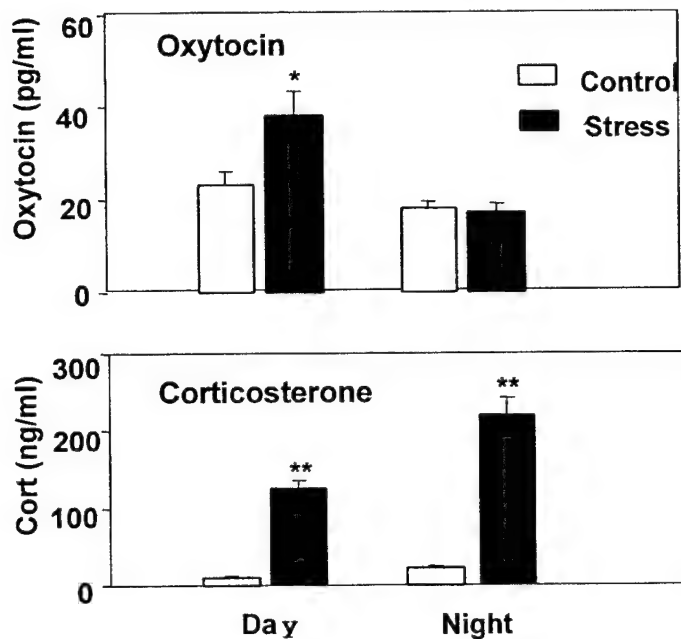 60
Oxytocin
*
Control
40
Stress
20
0
Oxytocin (pg/ml)
300
Corticosterone
**
200
**
100
0
Cort (ng/ml)
Day Night